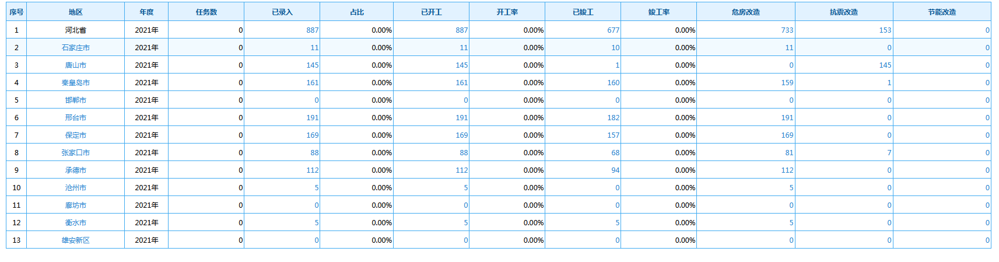 序号 地区 年度 任务数 已录入 占比 已开工 开工率 已竣工 竣工率 危房改造 抗震改造 节能改造
1 河北省 2021年 0 887 0.00% 887 0.00% 677 0.00% 733 153 0
2 石家庄市 2021年 0 11 0.00% 11 0.00% 10 0.00% 11 0 0
3 唐山市 2021年 0 145 0.00% 145 0.00% 1 0.00% 0 145 0
4 秦皇岛市 2021年 0 161 0.00% 161 0.00% 160 0.00% 159 1 0
5 邯郸市 2021年 0 0 0.00% 0 0.00% 0 0.00% 0 0 0
6 邢台市 2021年 0 191 0.00% 191 0.00% 182 0.00% 191 0 0
7 保定市 2021年 0 169 0.00% 169 0.00% 157 0.00% 169 0 0
8 张家口市 2021年 0 88 0.00% 88 0.00% 68 0.00% 81 7 0
9 承德市 2021年 0 112 0.00% 112 0.00% 94 0.00% 112 0 0
10 沧州市 2021年 0 5 0.00% 5 0.00% 0 0.00% 5 0 0
11 廊坊市 2021年 0 0 0.00% 0 0.00% 0 0.00% 0 0 0
12 衡水市 2021年 0 5 0.00% 5 0.00% 5 0.00% 5 0 0
13 雄安新区 2021年 0 0 0.00% 0 0.00% 0 0.00% 0 0 0